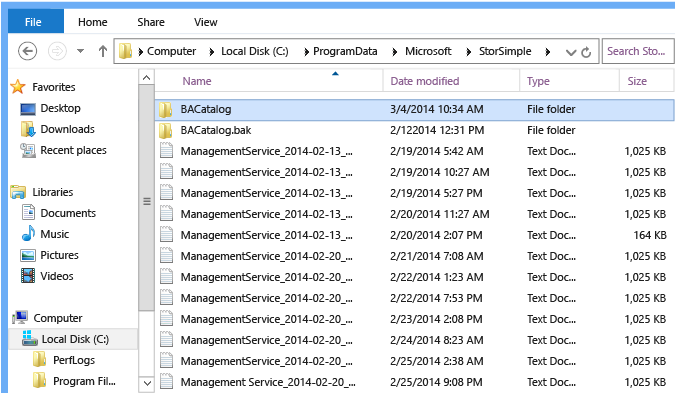 File Home Share View
Computer Local Disk (C:) ProgramData Microsoft StorSimple Search Sto...
Favorites
Desktop
Downloads
Recent places
Libraries
Documents
Music
Pictures
Videos
Computer
Local Disk (C:)
PerfLogs
Program Fil...
Name Date modified Type Size
BACatalog 3/4/2014 10:34 AM File folder
BACatalog.bak 2/122014 12:31 PM File folder
ManagementService_2014-02-13_... 2/19/2014 5:42 AM Text Doc... 1,025 KB
ManagementService_2014-02-13_... 2/19/2014 10:27 AM Text Doc... 1,025 KB
ManagementService_2014-02-13_... 2/19/2014 5:27 PM Text Doc... 1,025 KB
ManagementService_2014-02-13_... 2/20/2014 11:27 AM Text Doc... 1,025 KB
ManagementService_2014-02-13_... 2/20/2014 2:07 PM Text Doc... 164 KB
ManagementService_2014-02-20_... 2/21/2014 7:08 AM Text Doc... 1,025 KB
ManagementService_2014-02-20_... 2/22/2014 1:23 AM Text Doc... 1,025 KB
ManagementService_2014-02-20_... 2/22/2014 7:53 PM Text Doc... 1,025 KB
ManagementService_2014-02-20_... 2/23/2014 2:08 PM Text Doc... 1,025 KB
ManagementService_2014-02-20_... 2/24/2014 8:23 AM Text Doc... 1,025 KB
ManagementService_2014-02-20_... 2/25/2014 2:38 AM Text Doc... 1,025 KB
Management Service_2014-02-20_... 2/25/2014 9:08 PM Text Doc... 1,025 KB